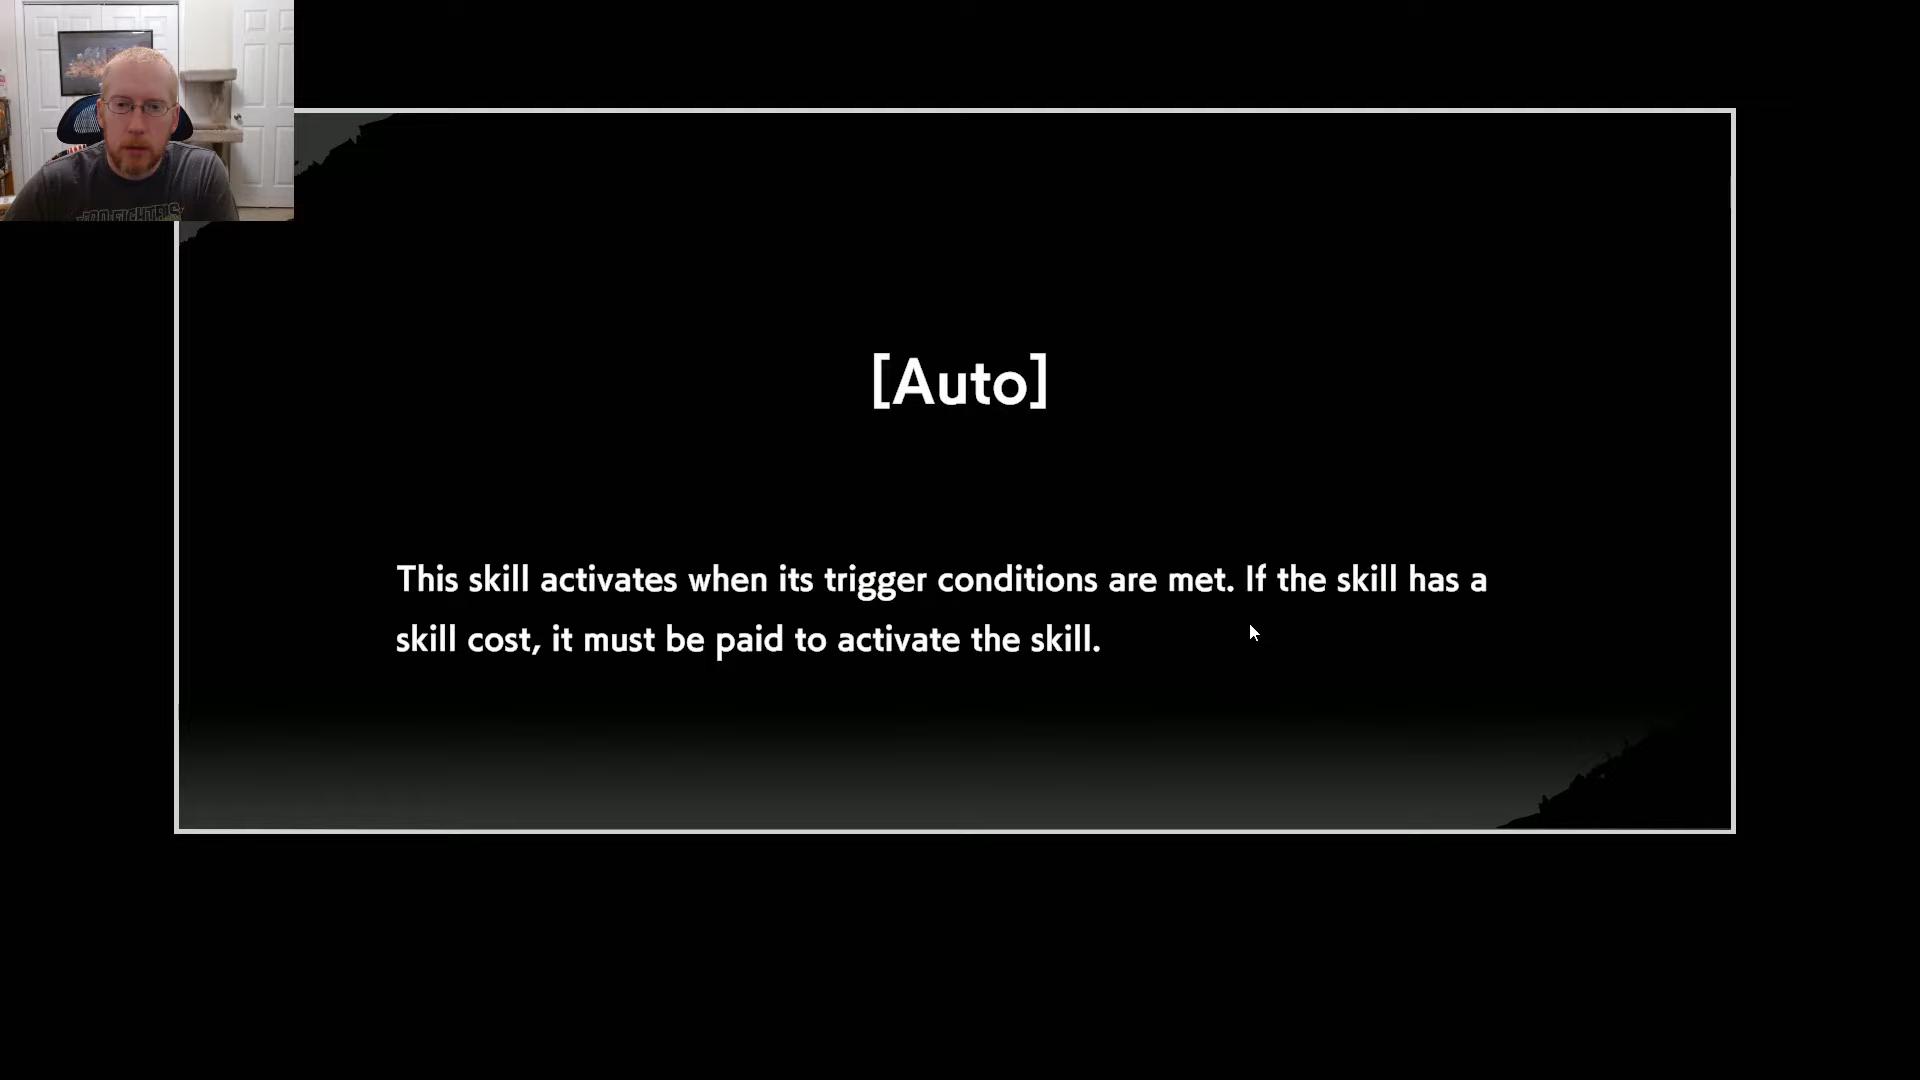 [Auto]
This skill activates when its trigger conditions are met. If the skill has a
skill cost, it must be paid to activate the skill.